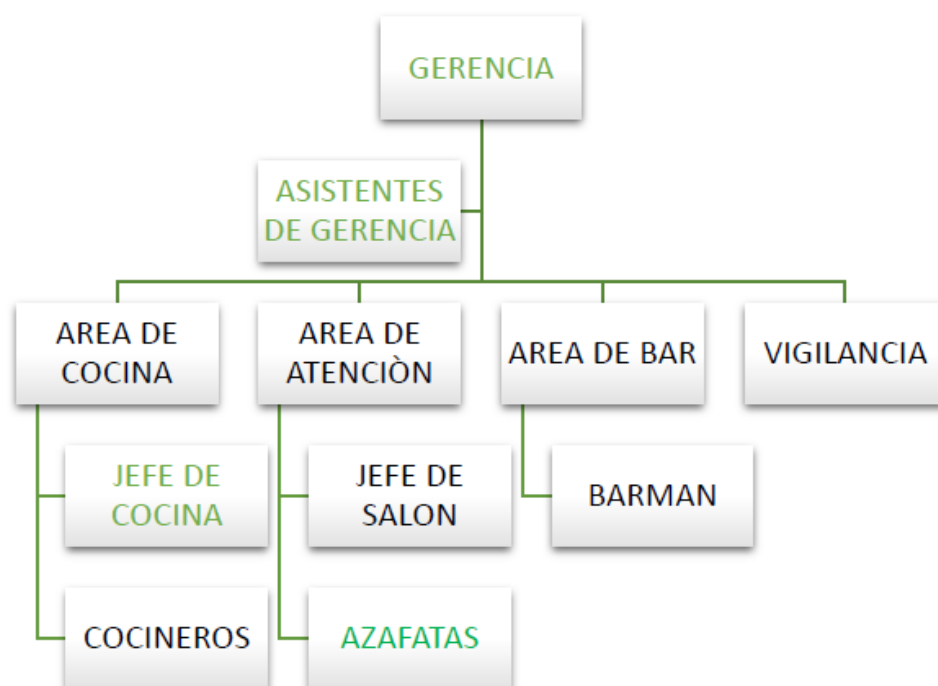 GERENCIA
ASISTENTES
DE GERENCIA
AREA DE
COCINA
AREA DE
ATENCIÒN
AREA DE BAR
VIGILANCIA
JEFE DE
COCINA
JEFE DE
SALON
BARMAN
COCINEROS
AZAFATAS